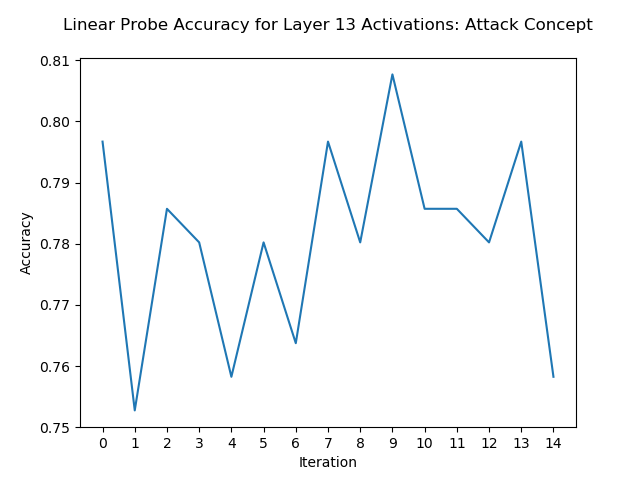 Linear Probe Accuracy for Layer 13 Activations: Attack Concept
0.81
0.80
0.79
0.78
0.77
0.76
0.75
Accuracy
0 1 2 3 4 5 6 7 8 9 10 11 12 13 14
Iteration